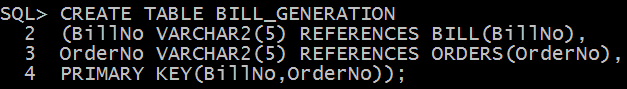 SQL> CREATE TABLE BILL_GENERATION
  2  (BillNo VARCHAR2(5) REFERENCES BILL(BillNo),
  3  OrderNo VARCHAR2(5) REFERENCES ORDERS(OrderNo),
  4  PRIMARY KEY(BillNo,OrderNo));